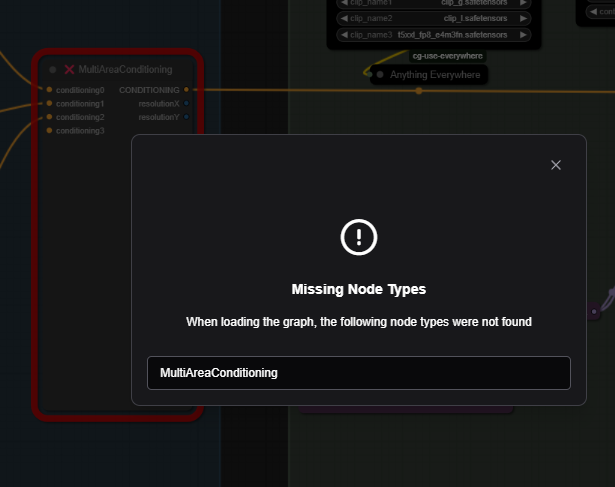 clip_name1 clip_g.safetensors
clip_name2 clip_l.safetensors
clip_name3 t5xxl_fp8_e4m3fn.safetensors
cg-use-everywhere
Anything Everywhere
MultiAreaConditioning
conditioning0 CONDITIONING
conditioning1 resolutionX
conditioning2 resolutionY
conditioning3
Missing Node Types
When loading the graph, the following node types were not found
MultiAreaConditioning